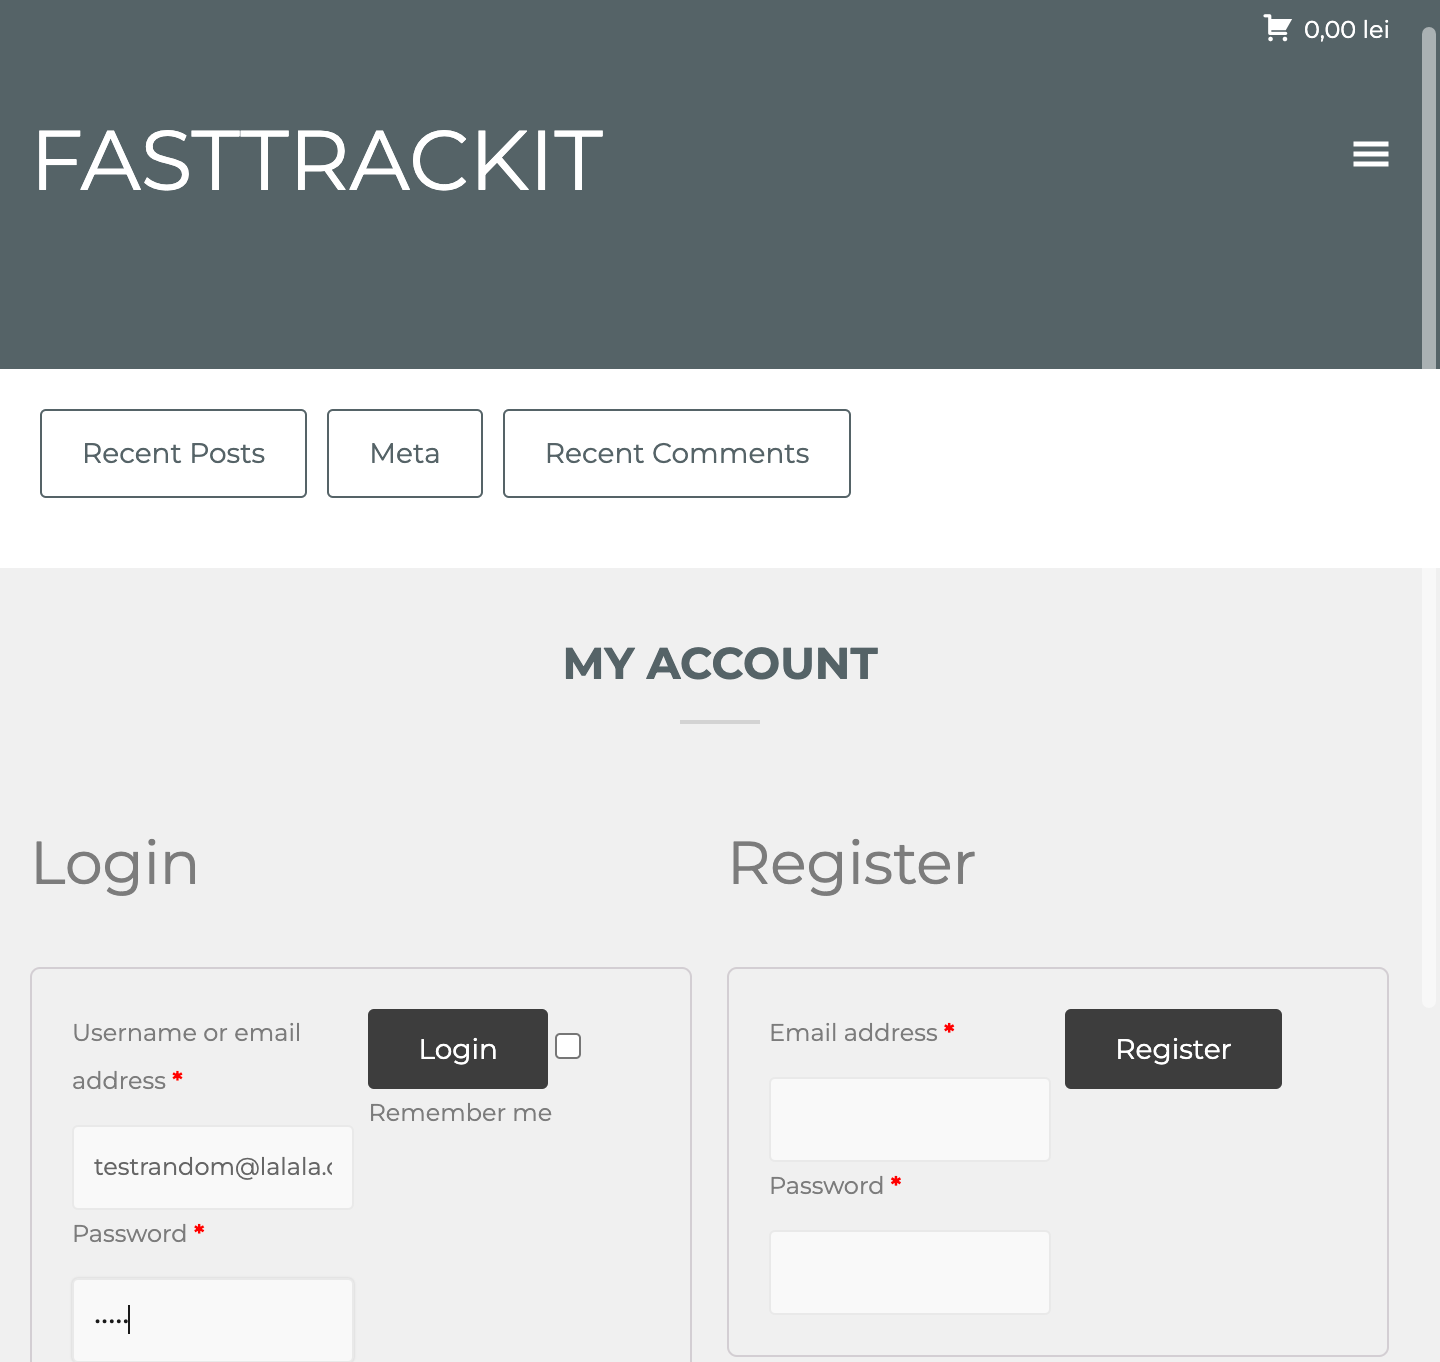 0,00 lei
FASTTRACKIT
Recent Posts
Meta
Recent Comments
MY ACCOUNT
Login
Register
Username or email
address *
Login
Remember me
testrandom@lalala.c
Password *
•••••
Email address *
Register
Password *